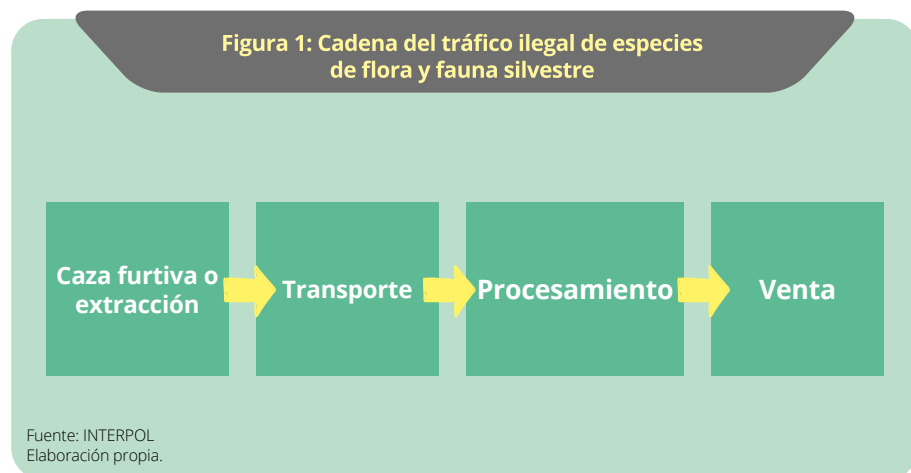 Figura 1: Cadena del tráfico ilegal de especies
de flora y fauna silvestre
Caza furtiva o
extracción
Transporte
Procesamiento
Venta
Fuente: INTERPOL
Elaboración propia.